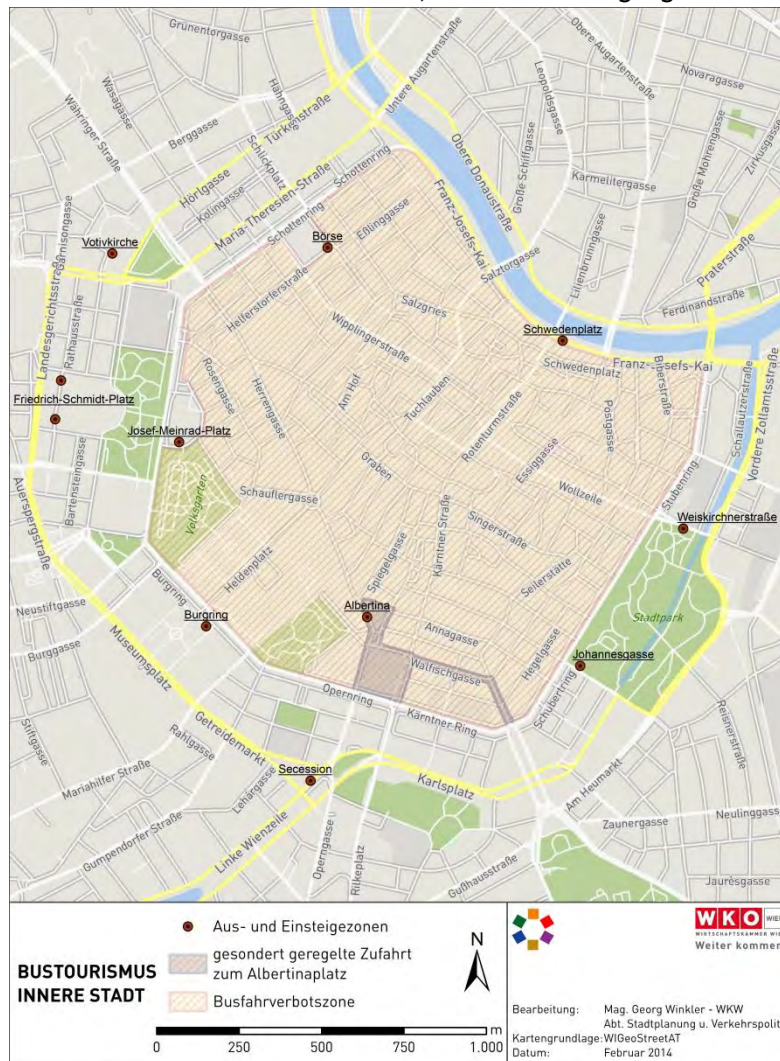 Grünentorgasse
Wasagasse
Währinger Straße
Berggasse
Hahngasse
Schlickplatz
Türkenstraße
Hörlgasse
Kolingasse
Maria-Theresien-Straße
Schottenring
Schottenring
Untere Augartenstraße
Obere Augartenstraße
Obere Donaustraße
Leopoldsgasse
Große Schiffgasse
Karmelitergasse
Novaragasse
Große Mohrengasse
Zirkusgasse
Praterstraße
Ferdinandstraße
Lilienbrunngasse
Salztorgasse
Franz-Josefs-Kai
Votivkirche
Garnisongasse
Börse
Eßlinggasse
Helferstorferstraße
Salzgries
Wipplingerstraße
Schwedenplatz
Schwedenplatz
Franz-Josefs-Kai
Landesgerichtsstraße
Rathausstraße
Friedrich-Schmidt-Platz
Josef-Meinrad-Platz
Rosengasse
Herrengasse
Am Hof
Tuchlauben
Rotenturmstraße
Postgasse
Essiggasse
Stubenring
Schallautzerstraße
Vordere Zollamtsstraße
Bartensteingasse
Auerspergstraße
Volksgarten
Schauflergasse
Graben
Wollzeile
Weiskirchnerstraße
Singerstraße
Kärntner Straße
Spiegelgasse
Seilerstätte
Heldenplatz
Burgring
Burgring
Albertina
Annagasse
Walfischgasse
Hegelgasse
Stadtpark
Johannesgasse
Schubertring
Neustiftgasse
Burggasse
Museumsplatz
Opernring
Kärntner Ring
Stiftgasse
Getreidemarkt
Rahlgasse
Mariahilfer Straße
Lehárgasse
Secession
Karlsplatz
Am Heumarkt
Reisnerstraße
Neulinggasse
Zaunergasse
Gumpendorfer Straße
Linke Wienzeile
Operngasse
Rilkeplatz
Gußhausstraße
Jaurèsgasse
BUSTOURISMUS
INNERE STADT
Aus- und Einsteigezonen
gesondert geregelte Zufahrt
zum Albertinaplatz
Busfahrverbotszone
N
0 250 500 750 1.000 m
WKO
Weiter komme
Bearbeitung: Mag. Georg Winkler - WKW
Abt. Stadtplanung u. Verkehrspolit
Kartengrundlage: WIGeoStreetAT
Datum: Februar 2014